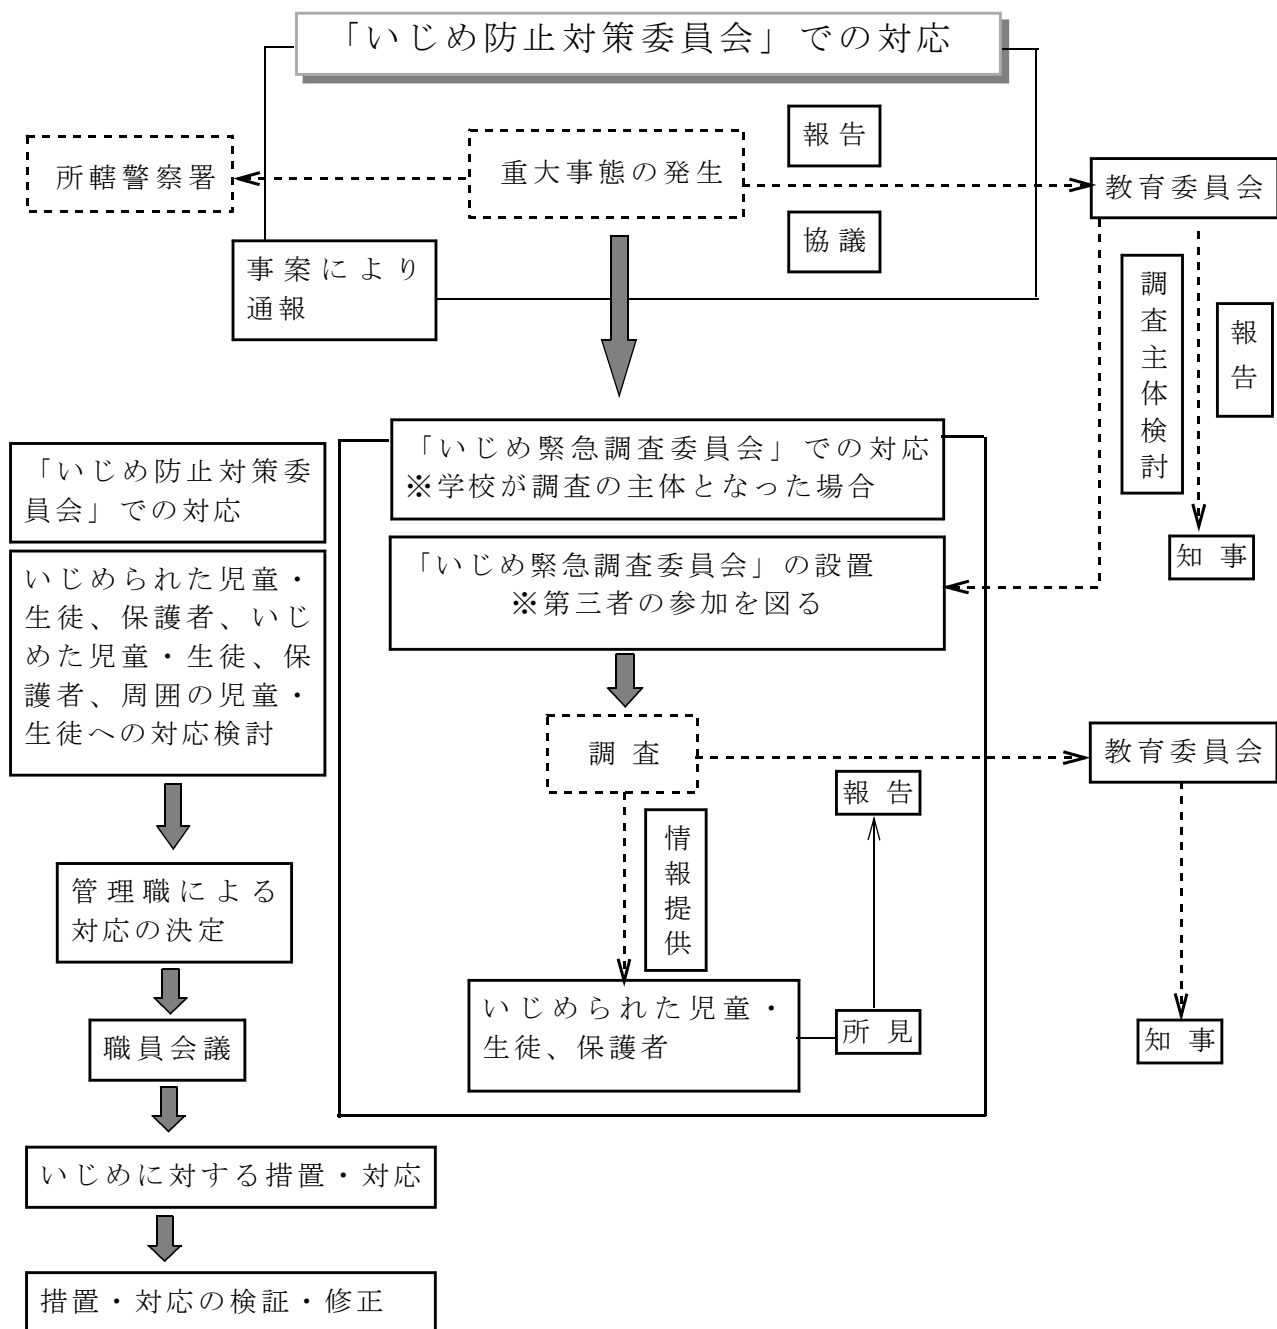 「いじめ防止対策委員会」での対応
報告
所轄警察署
重大事態の発生
教育委員会
協議
事案により
通報
調査主体検討
報告
知 事
「いじめ緊急調査委員会」での対応
※学校が調査の主体となった場合
「いじめ防止対策委
員会」での対応
「いじめ緊急調査委員会」の設置
※第三者の参加を図る
いじめられた児童・
生徒、保護者、いじ
めた児童・生徒、保
護者、周囲の児童・
生徒への対応検討
調 査
教育委員会
報 告
情報提供
管理職による
対応の決定
いじめられた児童・
生徒、保護者
所 見
知 事
職員会議
いじめに対する措置・対応
措置・対応の検証・修正